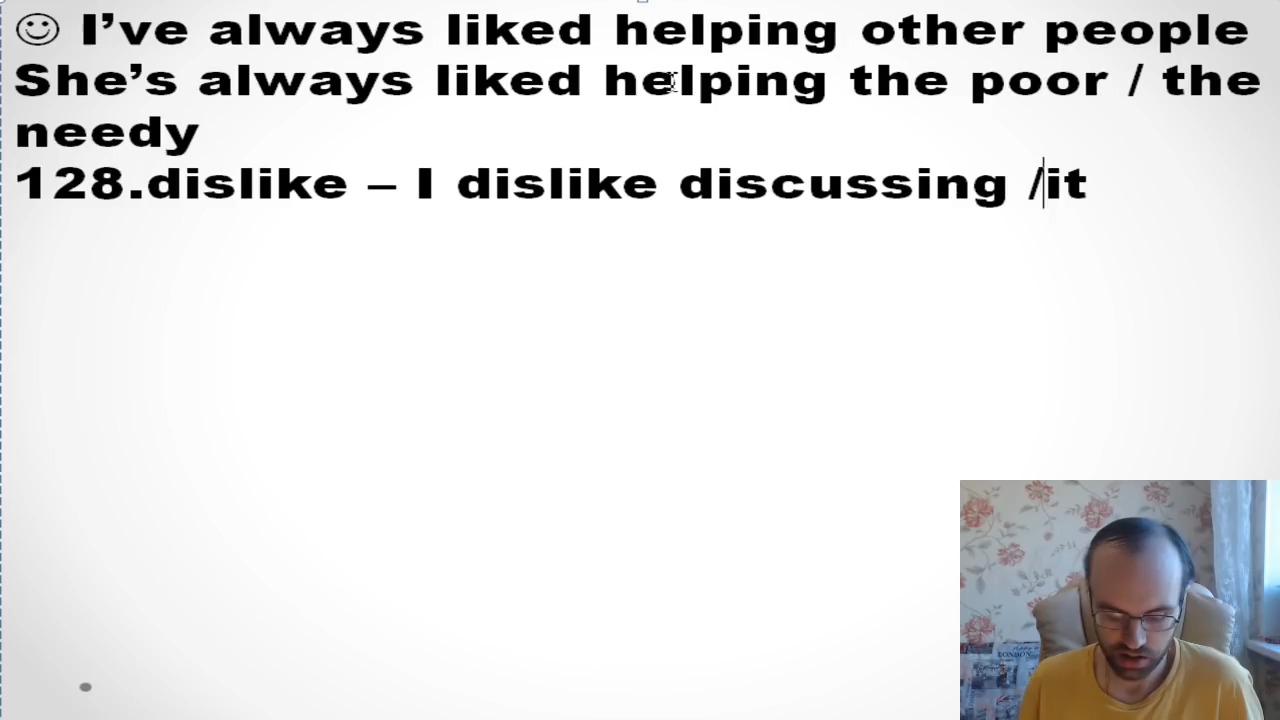 ☺ I’ve always liked helping other people
She’s always liked helping the poor / the
needy
128.dislike – I dislike discussing /it
LONDON